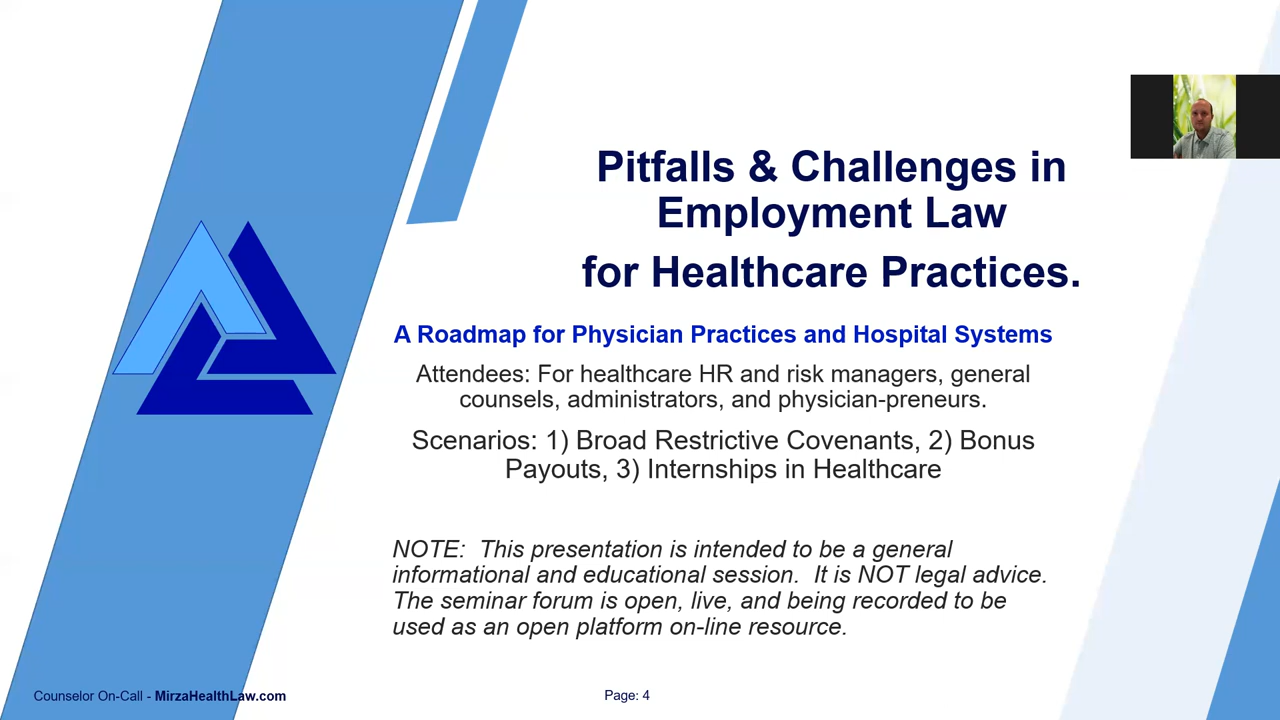 Pitfalls & Challenges in
Employment Law
for Healthcare Practices.
A Roadmap for Physician Practices and Hospital Systems
Attendees: For healthcare HR and risk managers, general
counsels, administrators, and physician-preneurs.
Scenarios: 1) Broad Restrictive Covenants, 2) Bonus
Payouts, 3) Internships in Healthcare
NOTE:  This presentation is intended to be a general
informational and educational session.  It is NOT legal advice.
The seminar forum is open, live, and being recorded to be
used as an open platform on-line resource.
Counselor On-Call - MirzaHealthLaw.com
Page: 4